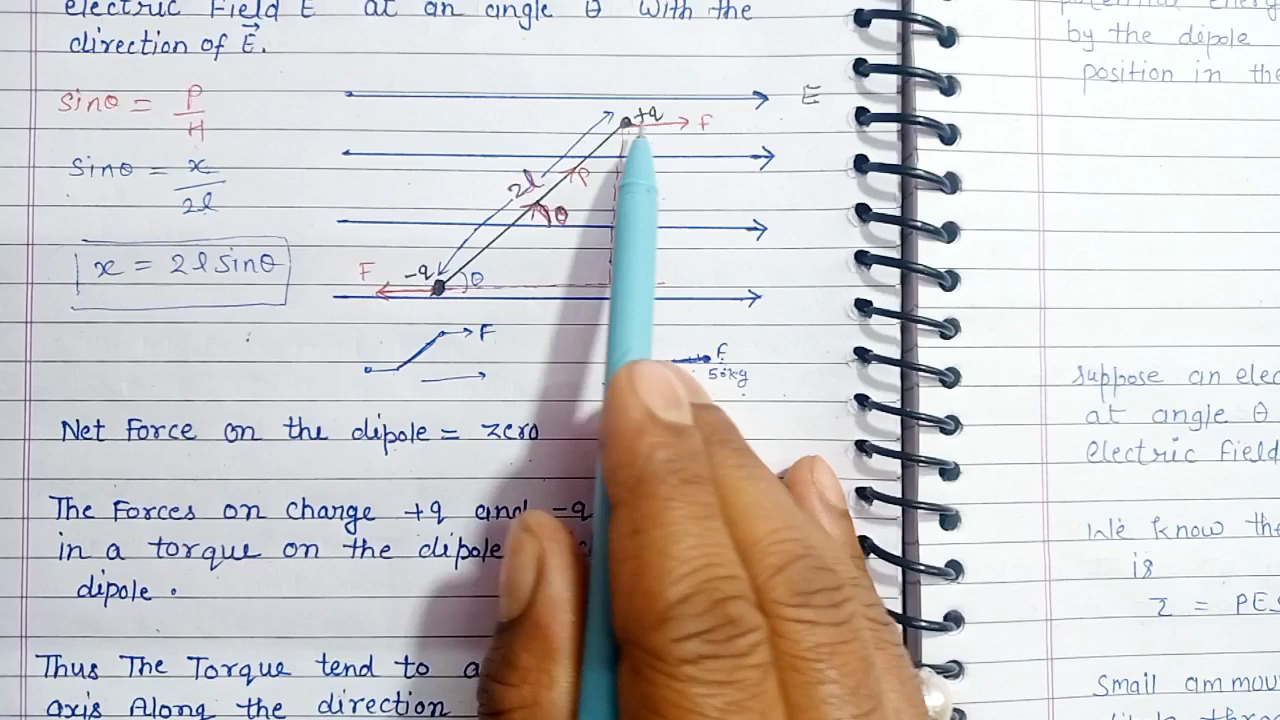 electric Field E at an angle θ with the
direction of E⃗.
sinθ = P/H
sinθ = x/2l
x = 2lsinθ
E
+q
F
2l
P
θ
F
-q
θ
F
F
50kg
Net Force on the dipole = zero
The Forces on charge +q and -q
in a torque on the dipole
dipole.
Thus The Torque tend to a
axis Along the direction
by the dipole
position in the
suppose an elec
at angle θ
electric field
We know the
is
τ = PES
Small ammou